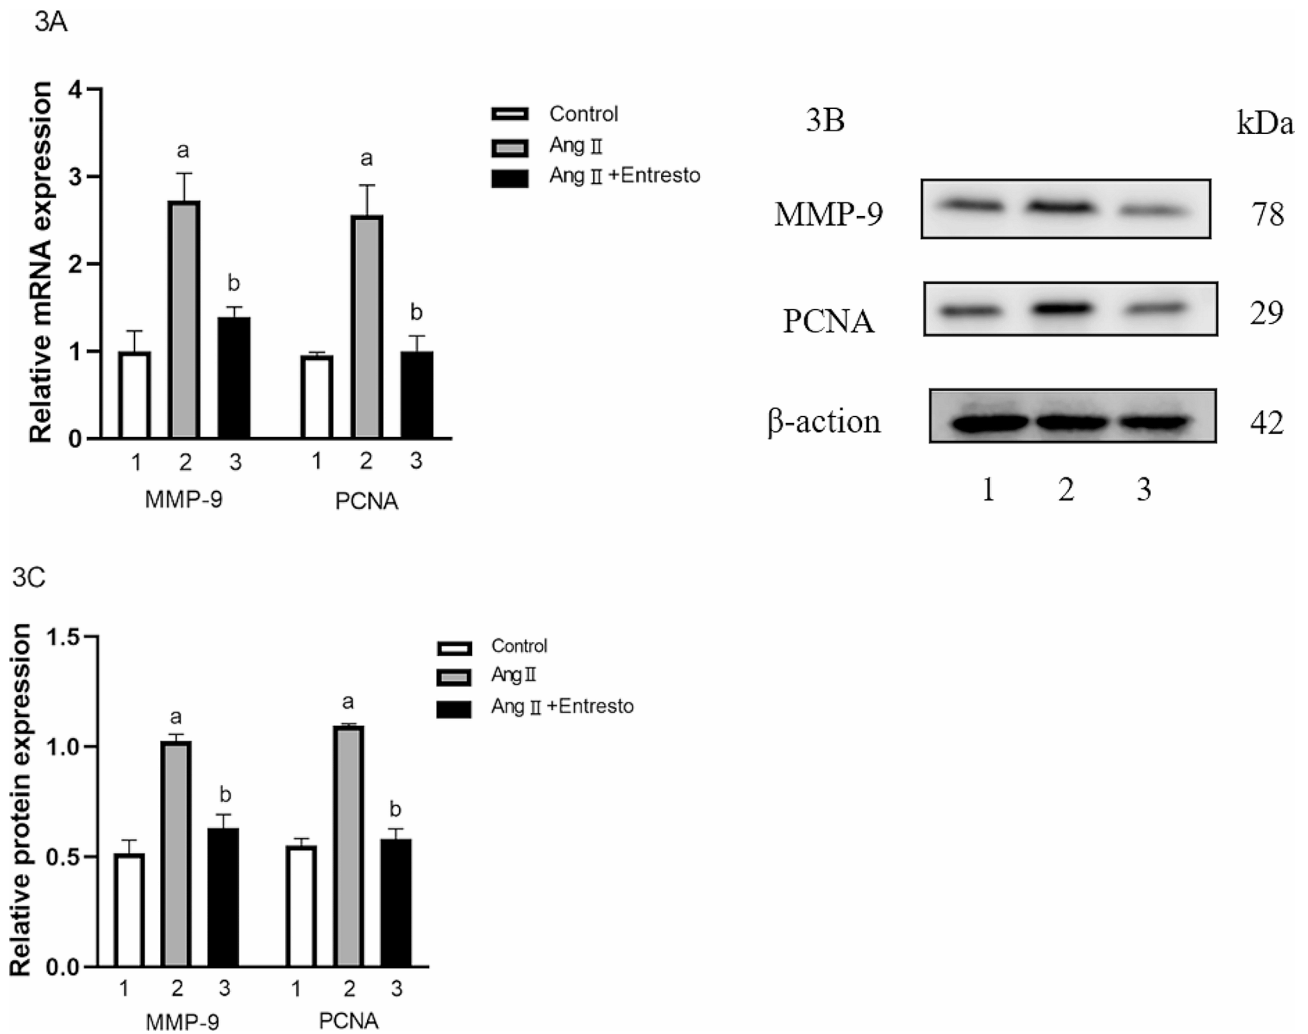 3A
Relative mRNA expression
4
3
2
1
0
a
b
a
b
1 2 3 1 2 3
MMP-9 PCNA
Control
Ang Ⅱ
Ang Ⅱ +Entresto
3B
kDa
MMP-9 78
PCNA 29
β-action 42
1 2 3
3C
Relative protein expression
1.5
1.0
0.5
0.0
a
b
a
b
1 2 3 1 2 3
MMP-9 PCNA
Control
Ang Ⅱ
Ang Ⅱ +Entresto